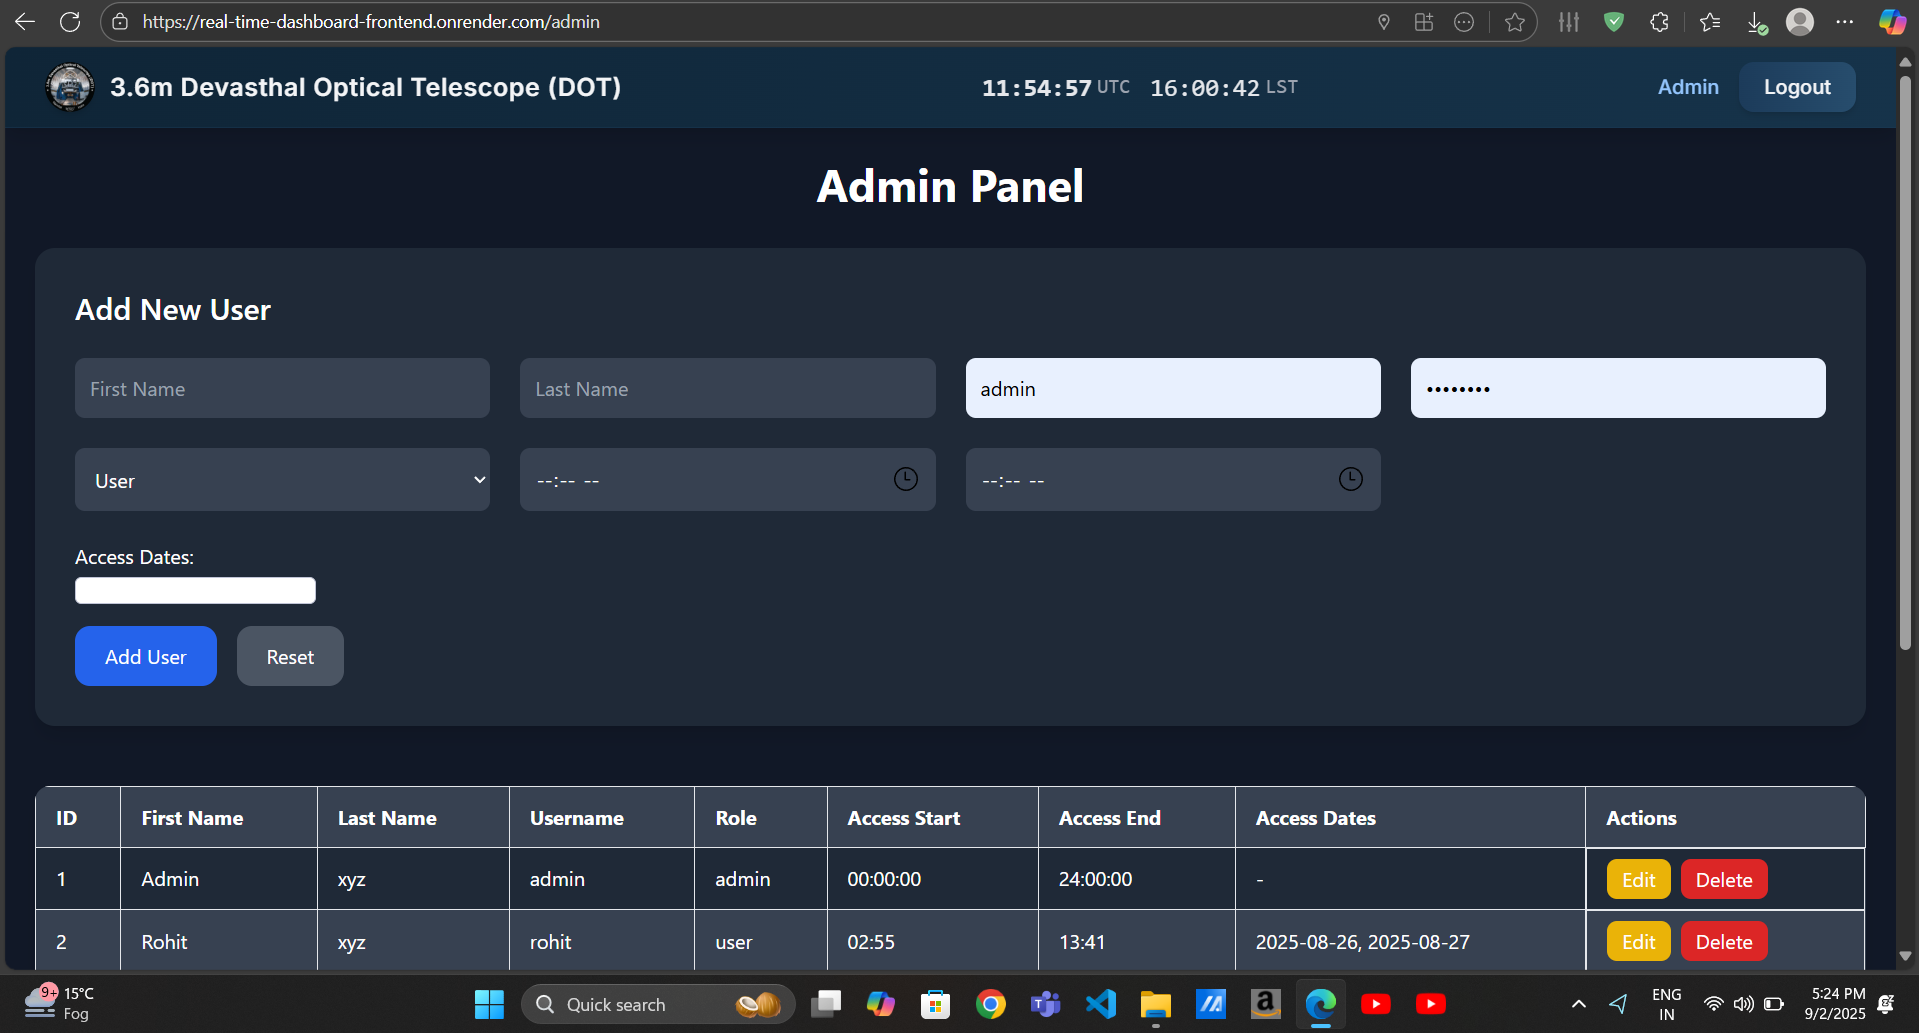 https://real-time-dashboard-frontend.onrender.com/admin
3.6m Devasthal Optical Telescope (DOT)
11:54:57 UTC 16:00:42 LST
Admin
Logout
Admin Panel
Add New User
First Name
Last Name
admin
••••••••
User
--:-- --
--:-- --
Access Dates:
Add User
Reset
ID First Name Last Name Username Role Access Start Access End Access Dates Actions
1 Admin xyz admin admin 00:00:00 24:00:00 - Edit Delete
2 Rohit xyz rohit user 02:55 13:41 2025-08-26, 2025-08-27 Edit Delete
9+
15°C
Fog
Quick search
ENG
IN
5:24 PM
9/2/2025